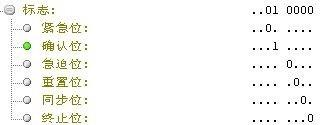 标志: ..01 0000
紧急位: ..0. ....
确认位: ...1 ....
急迫位: .... 0...
重置位: .... .0..
同步位: .... ..0.
终止位: .... ...0